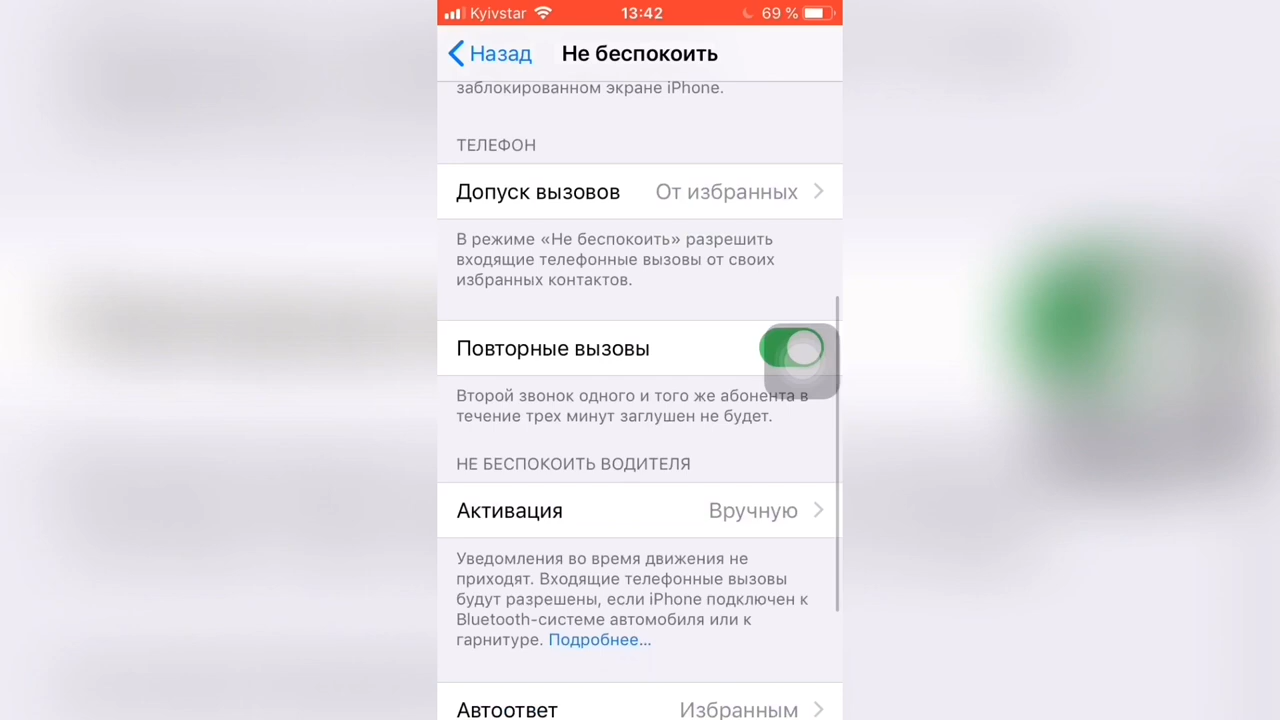 Kyivstar 13:42 69 %
Назад Не беспокоить
заблокированном экране iPhone.
ТЕЛЕФОН
Допуск вызовов От избранных
В режиме «Не беспокоить» разрешить
входящие телефонные вызовы от своих
избранных контактов.
Повторные вызовы
Второй звонок одного и того же абонента в
течение трех минут заглушен не будет.
НЕ БЕСПОКОИТЬ ВОДИТЕЛЯ
Активация Вручную
Уведомления во время движения не
приходят. Входящие телефонные вызовы
будут разрешены, если iPhone подключен к
Bluetooth-системе автомобиля или к
гарнитуре. Подробнее...
Автоответ Избранным